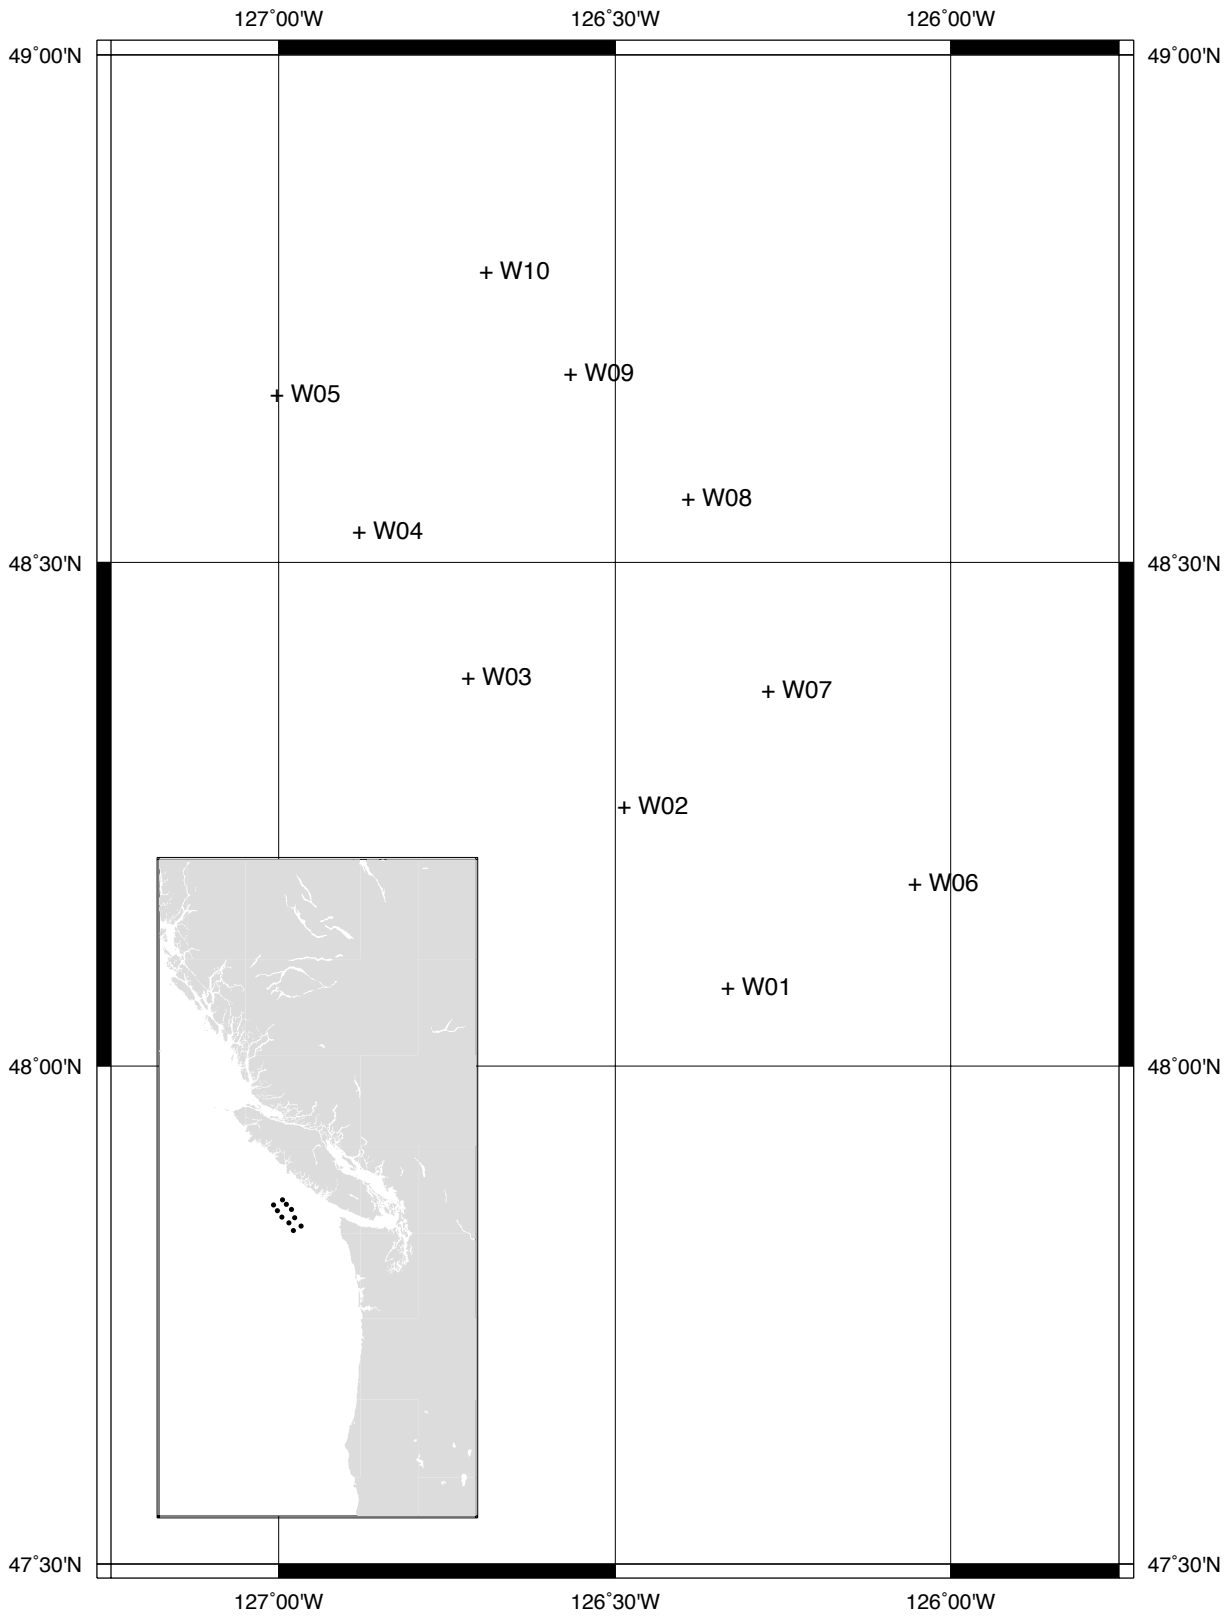 127°00'W 126°30'W 126°00'W
49°00'N 49°00'N
+ W10
+ W09
+ W05
+ W08
+ W04
48°30'N 48°30'N
+ W03
+ W07
+ W02
+ W06
+ W01
48°00'N 48°00'N
47°30'N 47°30'N
127°00'W 126°30'W 126°00'W